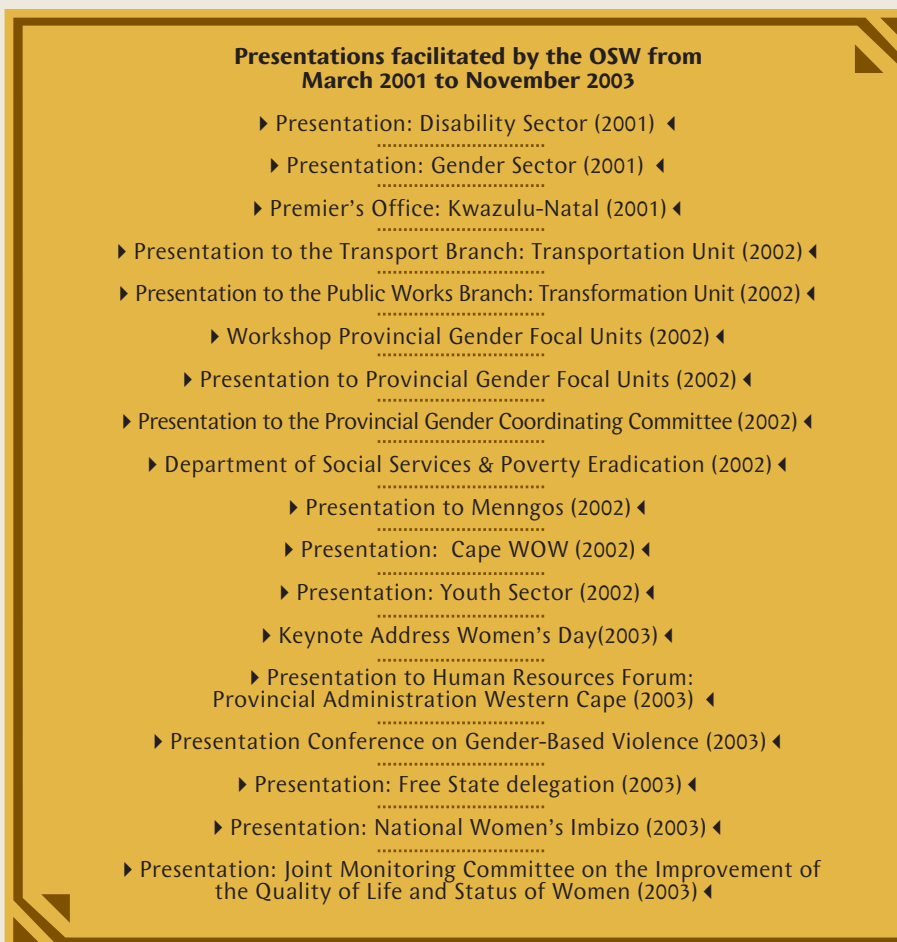 Presentations facilitated by the OSW from
March 2001 to November 2003
Presentation: Disability Sector (2001)
Presentation: Gender Sector (2001)
Premier's Office: Kwazulu-Natal (2001)
Presentation to the Transport Branch: Transportation Unit (2002)
Presentation to the Public Works Branch: Transformation Unit (2002)
Workshop Provincial Gender Focal Units (2002)
Presentation to Provincial Gender Focal Units (2002)
Presentation to the Provincial Gender Coordinating Committee (2002)
Department of Social Services & Poverty Eradication (2002)
Presentation to Menngos (2002)
Presentation: Cape WOW (2002)
Presentation: Youth Sector (2002)
Keynote Address Women's Day(2003)
Presentation to Human Resources Forum:
Provincial Administration Western Cape (2003)
Presentation Conference on Gender-Based Violence (2003)
Presentation: Free State delegation (2003)
Presentation: National Women's Imbizo (2003)
Presentation: Joint Monitoring Committee on the Improvement of
the Quality of Life and Status of Women (2003)